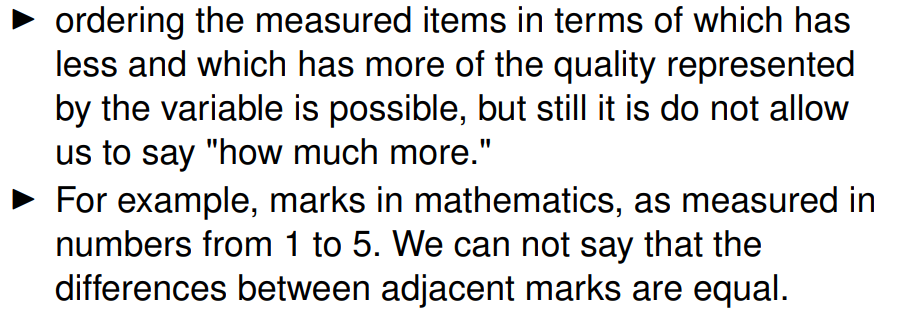 ► ordering the measured items in terms of which has
less and which has more of the quality represented
by the variable is possible, but still it is do not allow
us to say "how much more."
► For example, marks in mathematics, as measured in
numbers from 1 to 5. We can not say that the
differences between adjacent marks are equal.